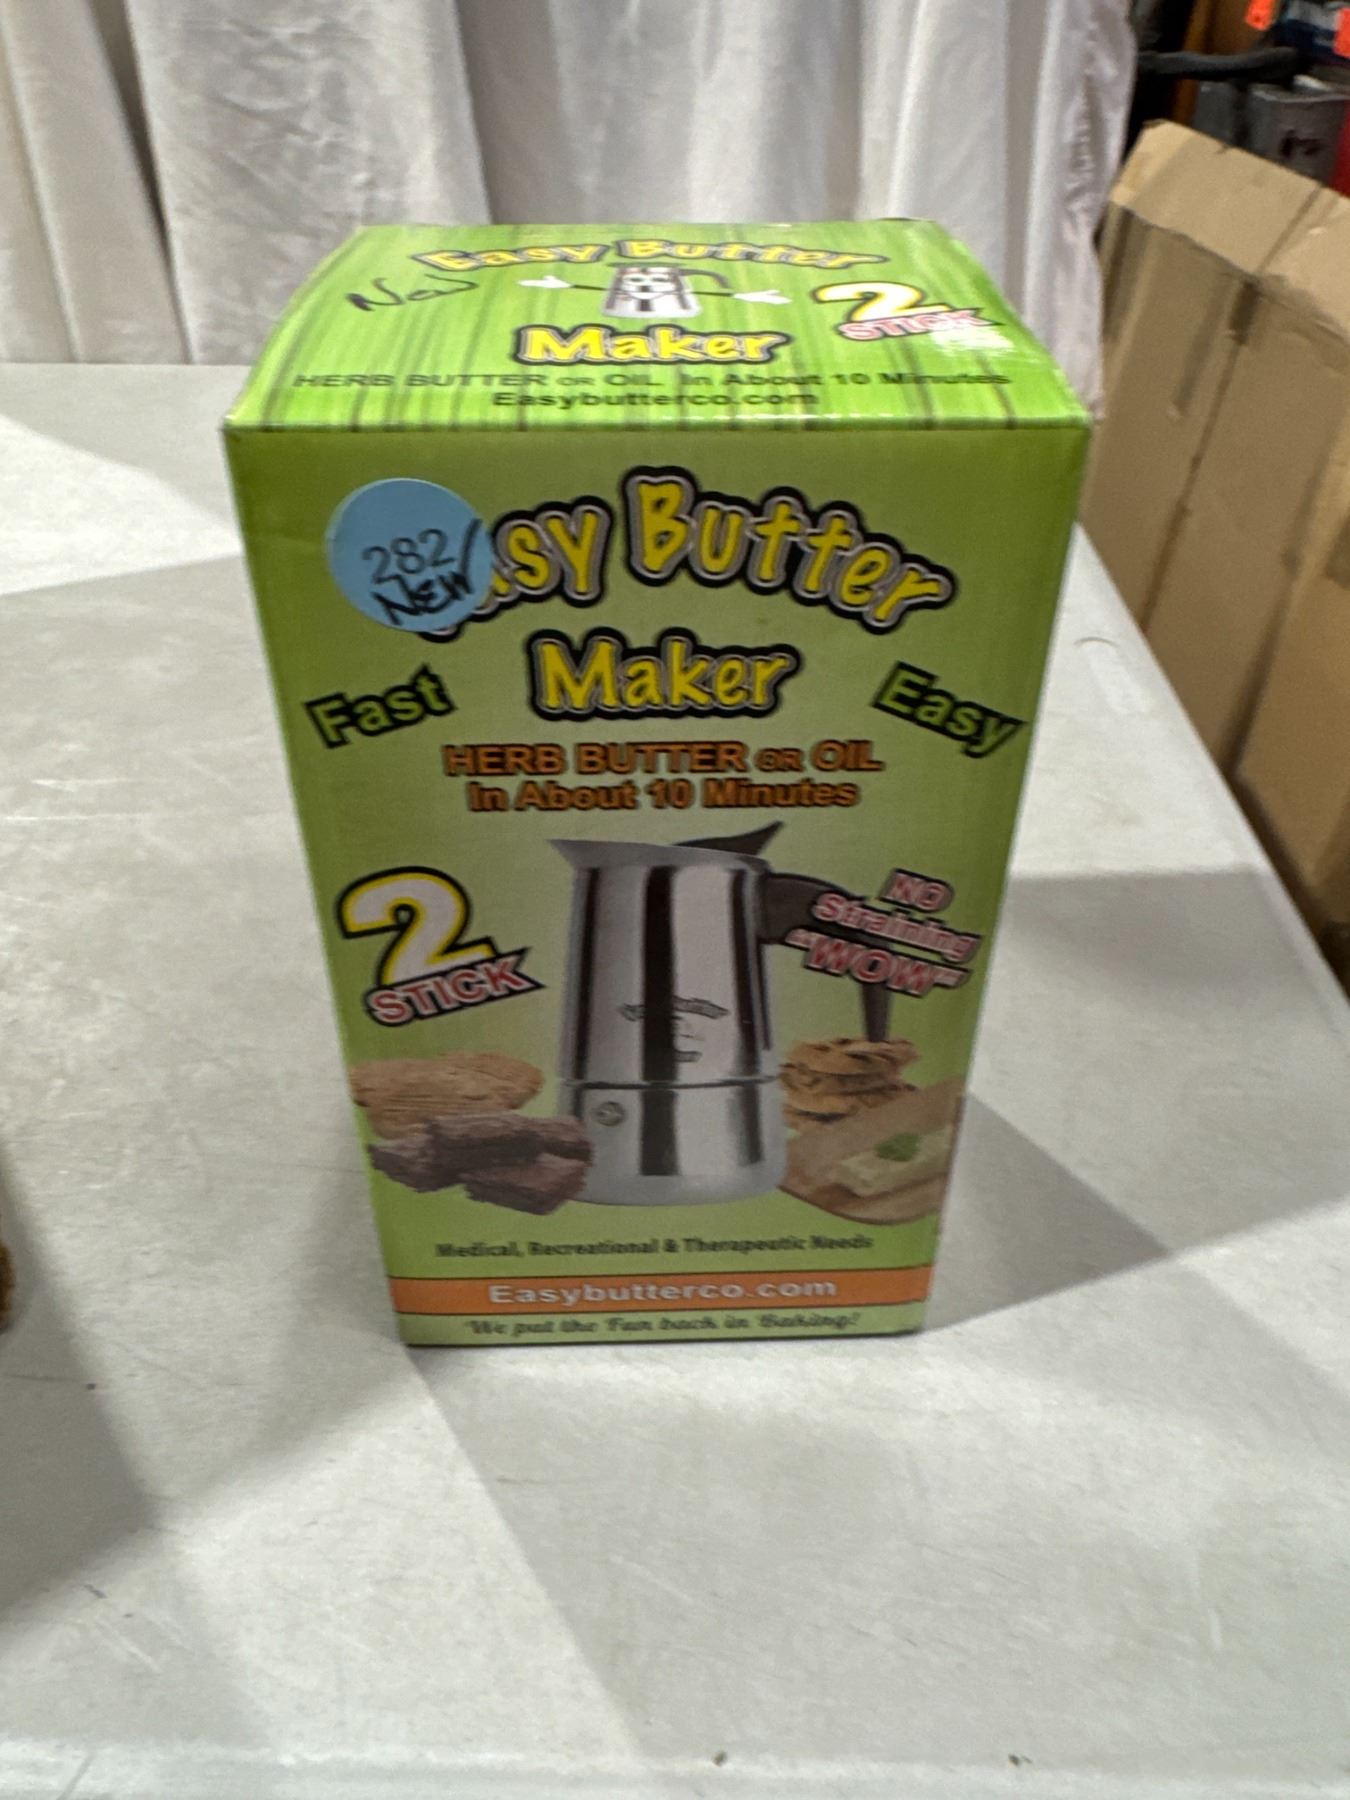 Easy Butter
New
2
STICK
Maker
HERB BUTTER OR OIL In About 10 Minutes
Easybutterco.com
282
New
asy Butter
Maker
Fast
Easy
HERB BUTTER OR OIL
In About 10 Minutes
2
STICK
NO
Straining
"WOW"
Easy Butter
Medical, Recreational & Therapeutic Needs
Easybutterco.com
We put the Fun back in Baking!